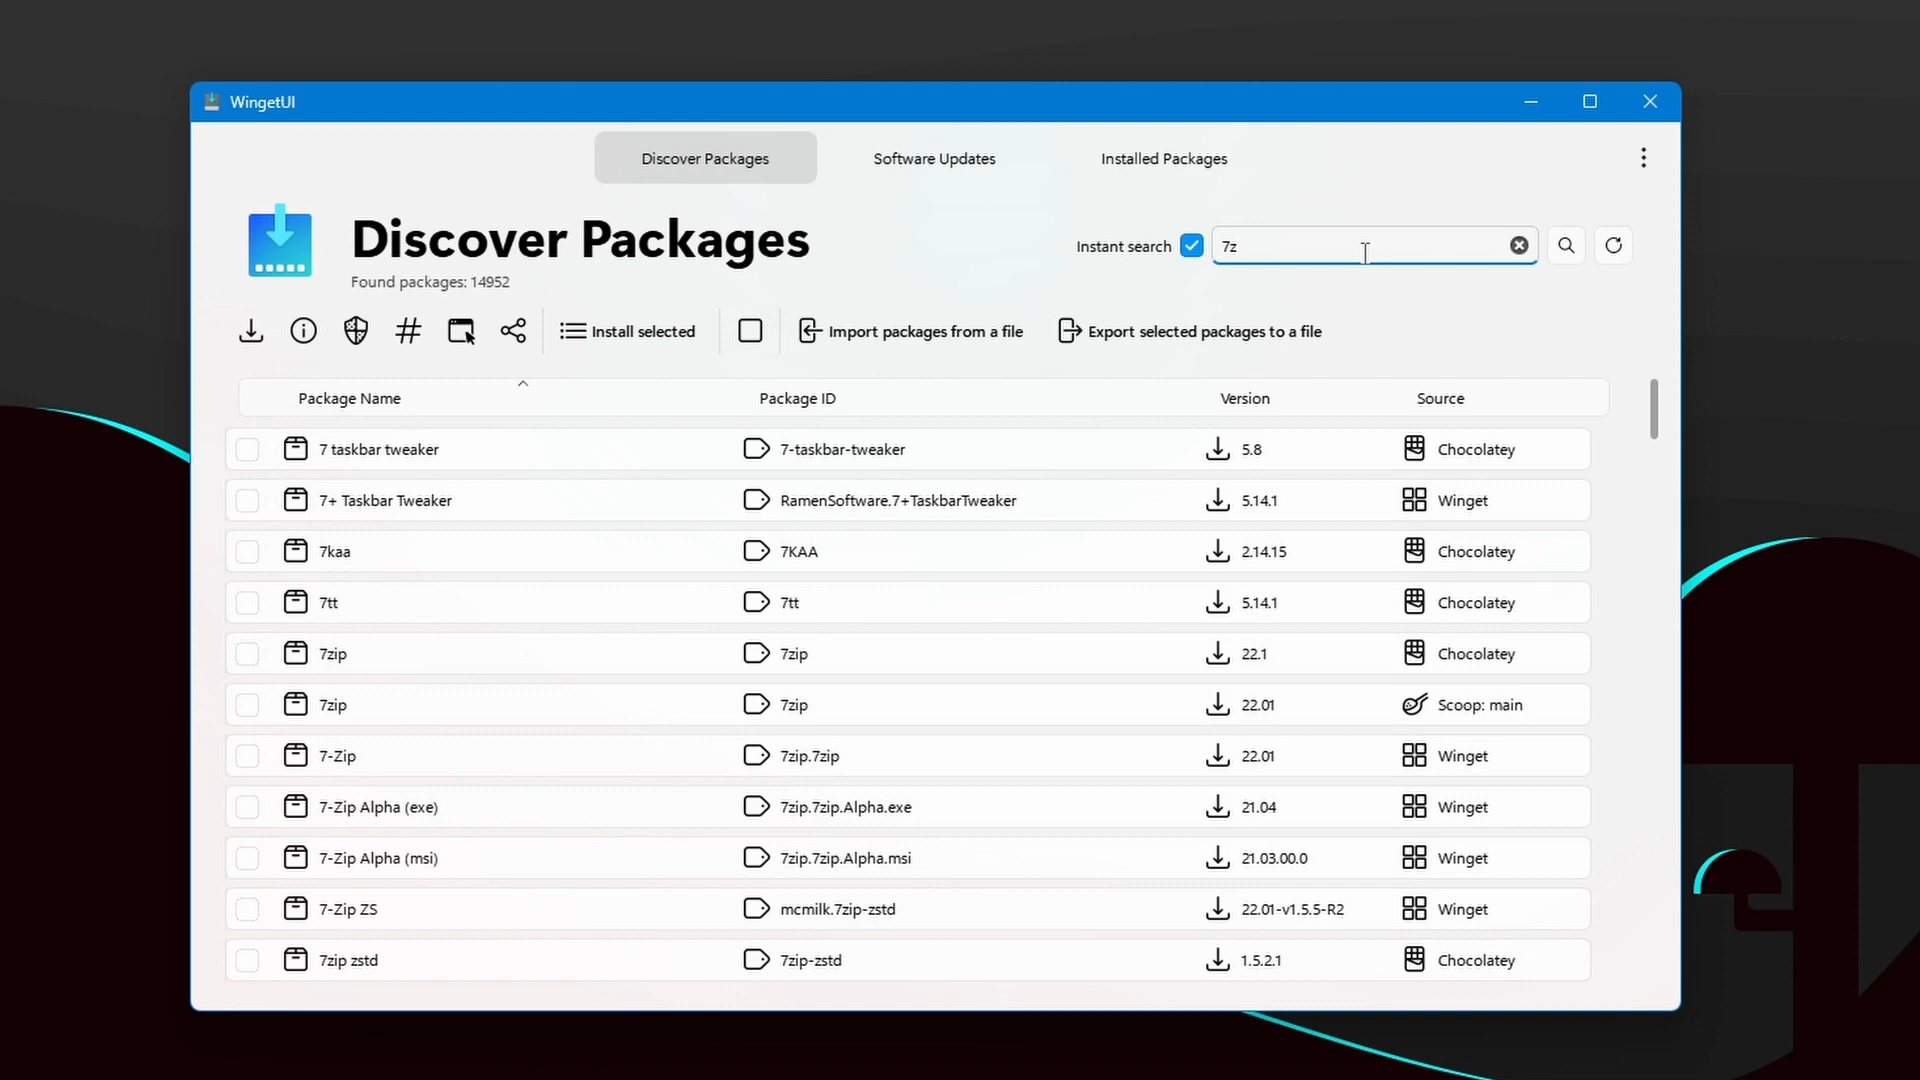 WingetUI
Discover Packages Software Updates Installed Packages
Discover Packages
Instant search 7z
Found packages: 14952
Install selected Import packages from a file Export selected packages to a file
Package Name Package ID Version Source
7 taskbar tweaker 7-taskbar-tweaker 5.8 Chocolatey
7+ Taskbar Tweaker RamenSoftware.7+TaskbarTweaker 5.14.1 Winget
7kaa 7KAA 2.14.15 Chocolatey
7tt 7tt 5.14.1 Chocolatey
7zip 7zip 22.1 Chocolatey
7zip 7zip 22.01 Scoop: main
7-Zip 7zip.7zip 22.01 Winget
7-Zip Alpha (exe) 7zip.7zip.Alpha.exe 21.04 Winget
7-Zip Alpha (msi) 7zip.7zip.Alpha.msi 21.03.00.0 Winget
7-Zip ZS mcmilk.7zip-zstd 22.01-v1.5.5-R2 Winget
7zip zstd 7zip-zstd 1.5.2.1 Chocolatey